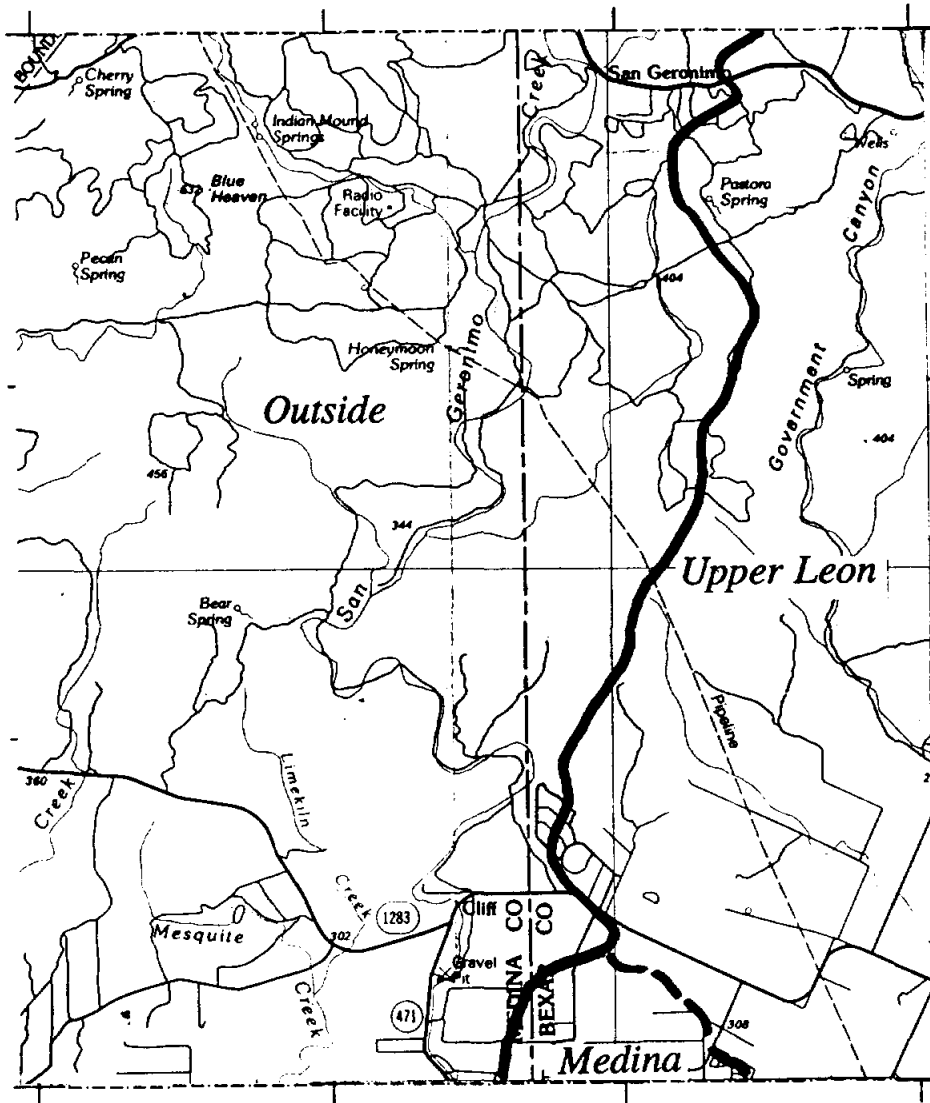 BOUND
Cherry
Spring
Creek
San Geronimo
Indian Mound
Springs
Wells
Canyon
632
Blue
Heaven
Radio
Facility
Pastora
Spring
Pecan
Spring
404
Honeymoon
Spring
Geronimo
Government
Spring
Outside
404
456
344
Upper Leon
San
Bear
Spring
Pipeline
360
Creek
Limekiln
Creek
1283
Cliff
Mesquite
302
MEDINA CO
BEXAR CO
Gravel
Pit
Creek
471
308
Medina